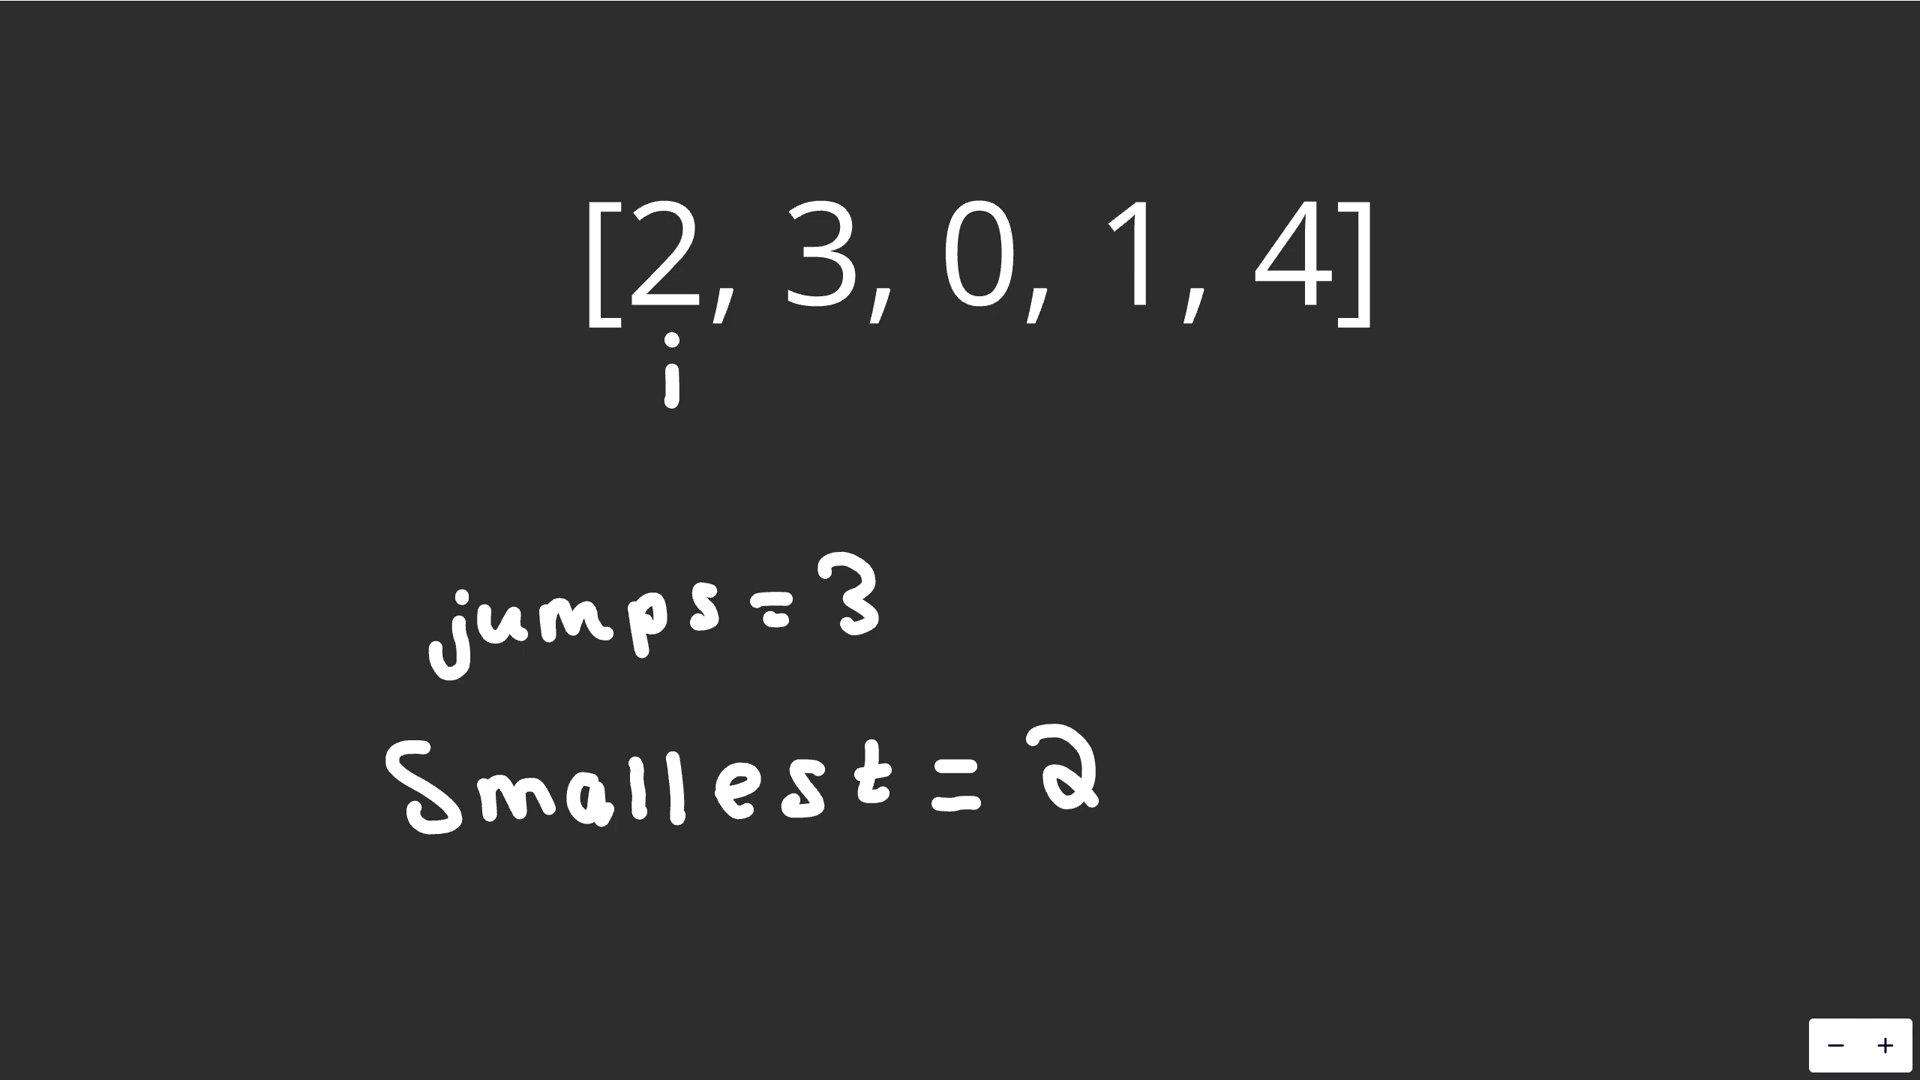 [2, 3, 0, 1, 4]
i
jumps = 3
Smallest = 2
− +